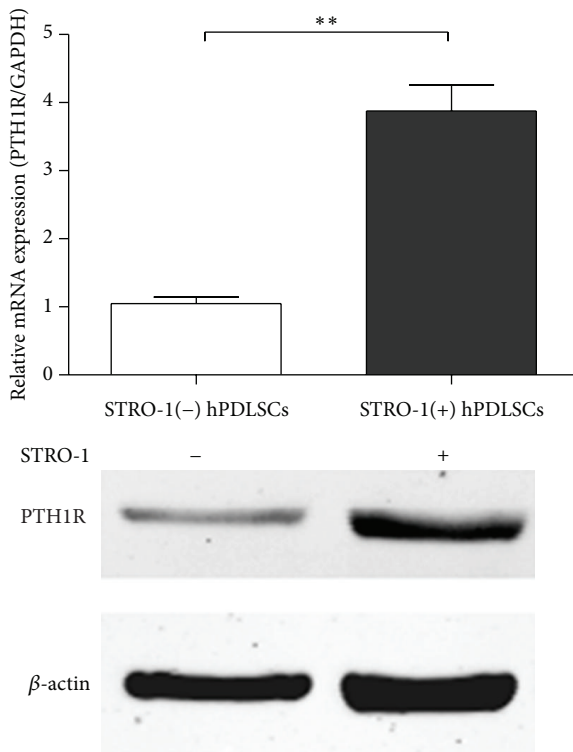 **
5
4
3
2
1
0
Relative mRNA expression (PTH1R/GAPDH)
STRO-1(−) hPDLSCs STRO-1(+) hPDLSCs
STRO-1 − +
PTH1R
β-actin